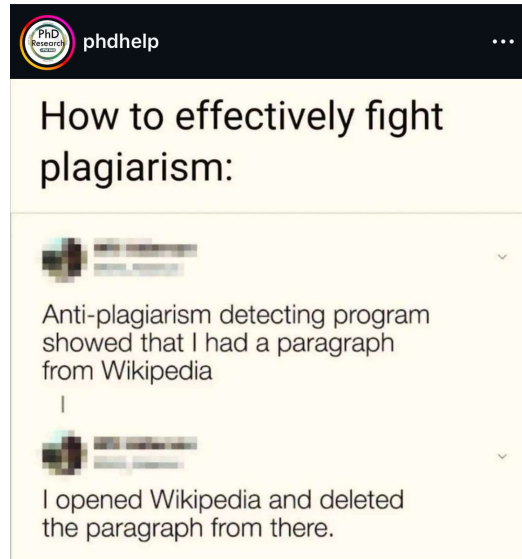 PhD
Research
phdhelp
How to effectively fight
plagiarism:
Anti-plagiarism detecting program
showed that I had a paragraph
from Wikipedia
I opened Wikipedia and deleted
the paragraph from there.